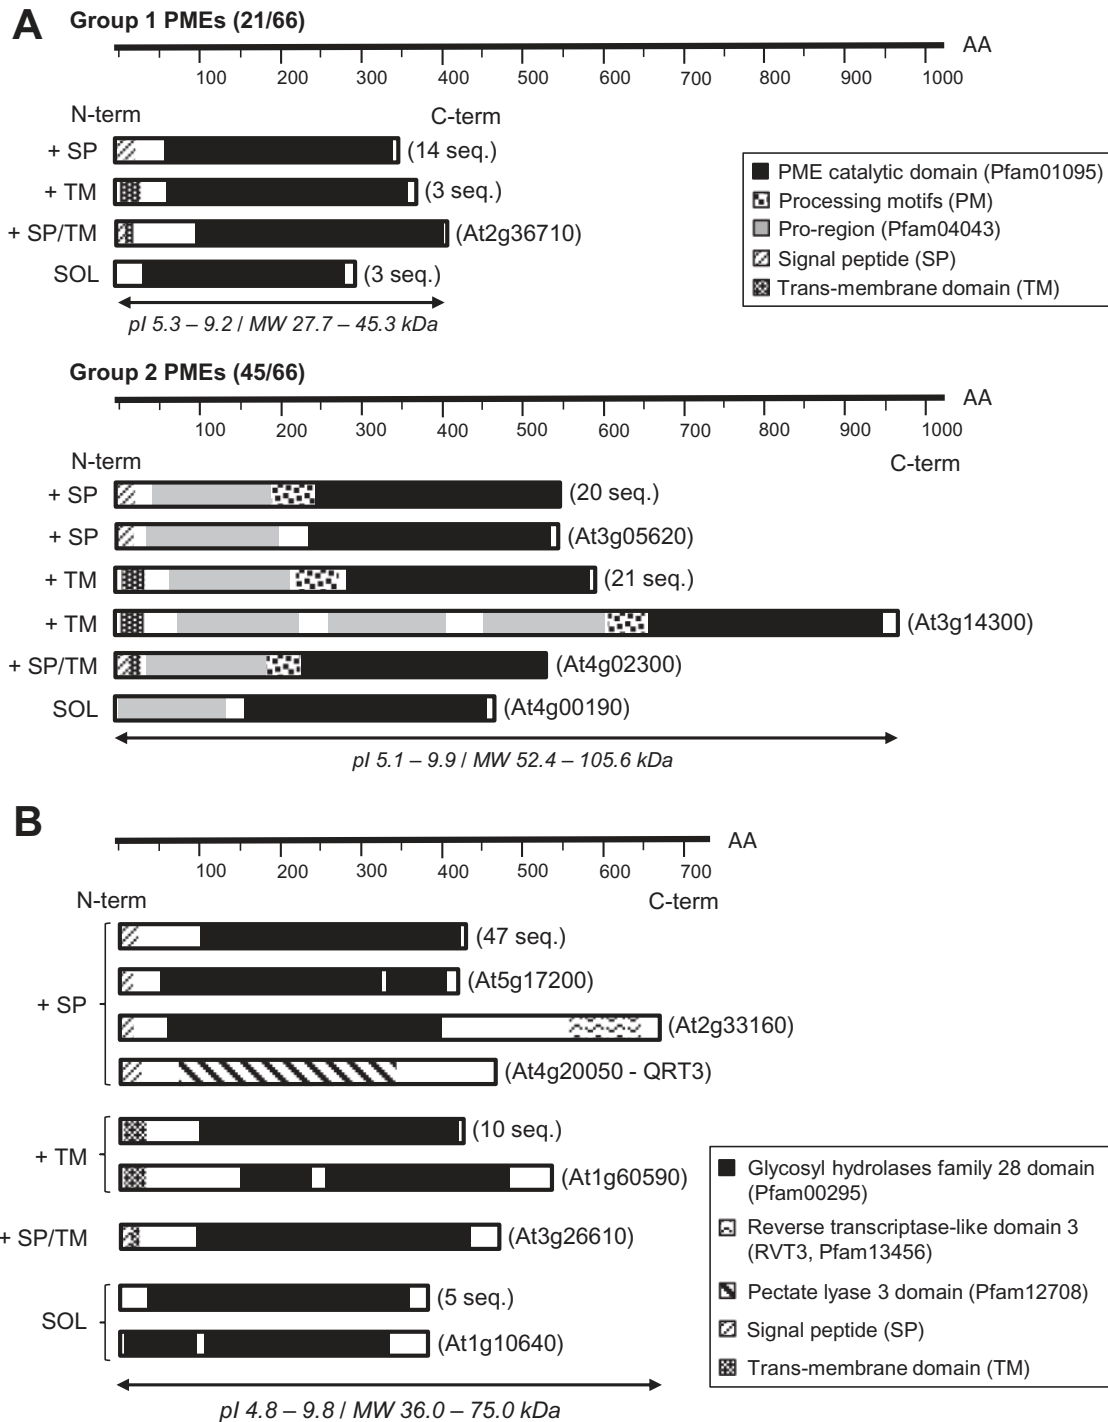 A
Group 1 PMEs (21/66)
AA
100 200 300 400 500 600 700 800 900 1000
N-term
C-term
+ SP (14 seq.)
+ TM (3 seq.)
+ SP/TM (At2g36710)
SOL (3 seq.)
pI 5.3 – 9.2 / MW 27.7 – 45.3 kDa
PME catalytic domain (Pfam01095)
Processing motifs (PM)
Pro-region (Pfam04043)
Signal peptide (SP)
Trans-membrane domain (TM)
Group 2 PMEs (45/66)
AA
100 200 300 400 500 600 700 800 900 1000
N-term
C-term
+ SP (20 seq.)
+ SP (At3g05620)
+ TM (21 seq.)
+ TM (At3g14300)
+ SP/TM (At4g02300)
SOL (At4g00190)
pI 5.1 – 9.9 / MW 52.4 – 105.6 kDa
B
AA
100 200 300 400 500 600 700
N-term
C-term
+ SP
(47 seq.)
(At5g17200)
(At2g33160)
(At4g20050 - QRT3)
+ TM
(10 seq.)
(At1g60590)
+ SP/TM (At3g26610)
SOL
(5 seq.)
(At1g10640)
pI 4.8 – 9.8 / MW 36.0 – 75.0 kDa
Glycosyl hydrolases family 28 domain
(Pfam00295)
Reverse transcriptase-like domain 3
(RVT3, Pfam13456)
Pectate lyase 3 domain (Pfam12708)
Signal peptide (SP)
Trans-membrane domain (TM)